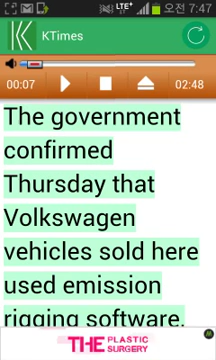 LTE 오전 7:47
KTimes
00:07 02:48
The government
confirmed
Thursday that
Volkswagen
vehicles sold here
used emission
rigging software.
THE PLASTIC
SURGERY